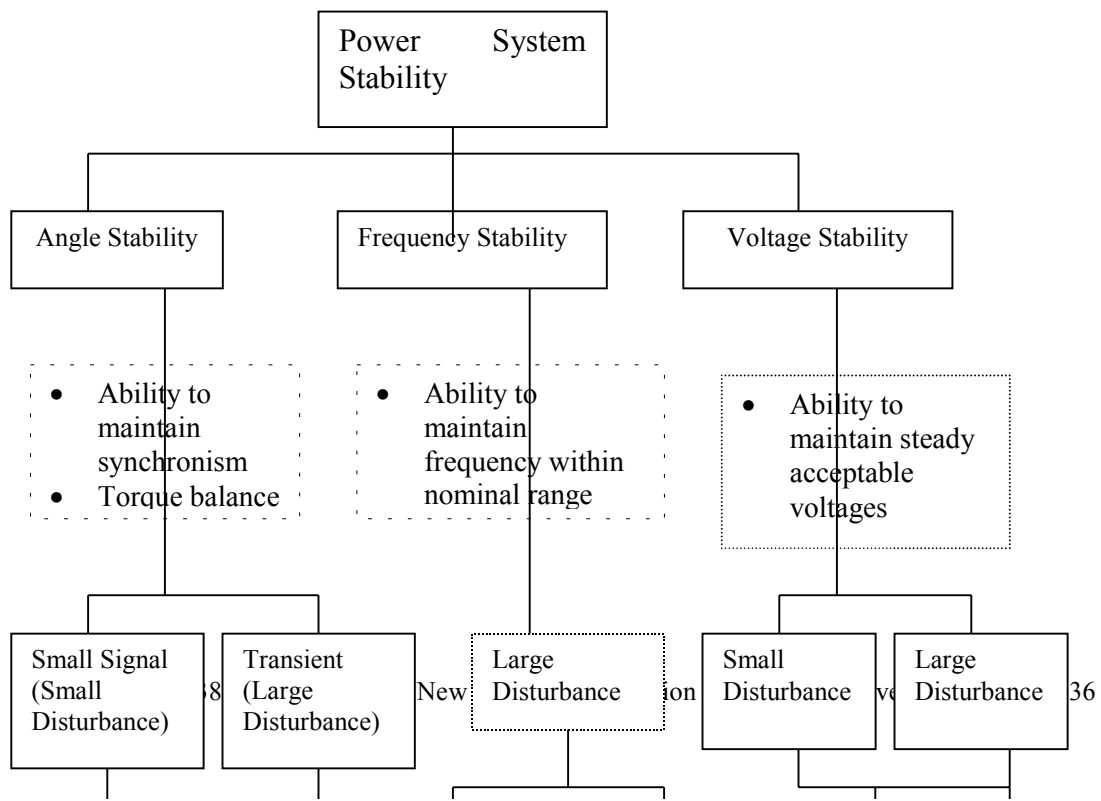 Power System
Stability
Angle Stability
Frequency Stability
Voltage Stability
• Ability to
maintain
synchronism
• Torque balance
• Ability to
maintain
frequency within
nominal range
• Ability to
maintain steady
acceptable
voltages
Small Signal
(Small
Disturbance)
Transient
(Large
Disturbance)
Large
Disturbance
Small
Disturbance
Large
Disturbance
New
36